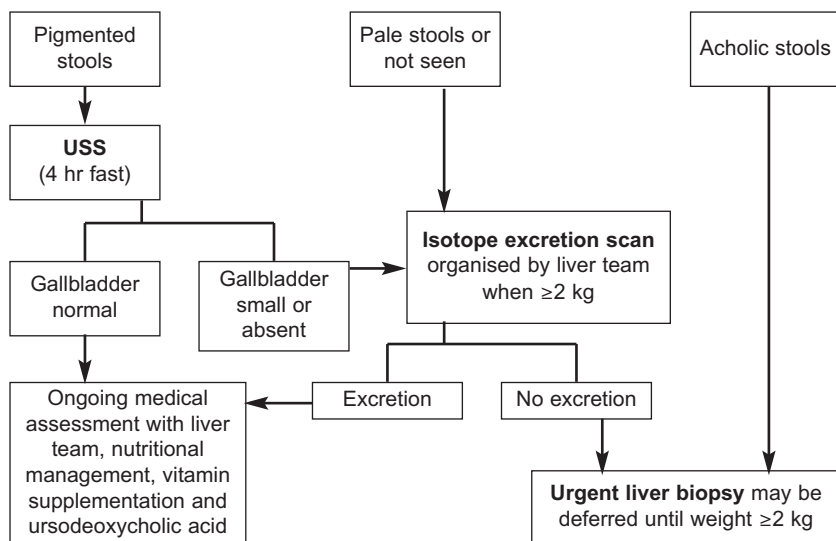 Pigmented
stools
Pale stools or
not seen
Acholic stools
USS
(4 hr fast)
Isotope excretion scan
organised by liver team
when ≥2 kg
Gallbladder
normal
Gallbladder
small or
absent
Excretion
No excretion
Ongoing medical
assessment with liver
team, nutritional
management, vitamin
supplementation and
ursodeoxycholic acid
Urgent liver biopsy may be
deferred until weight ≥2 kg